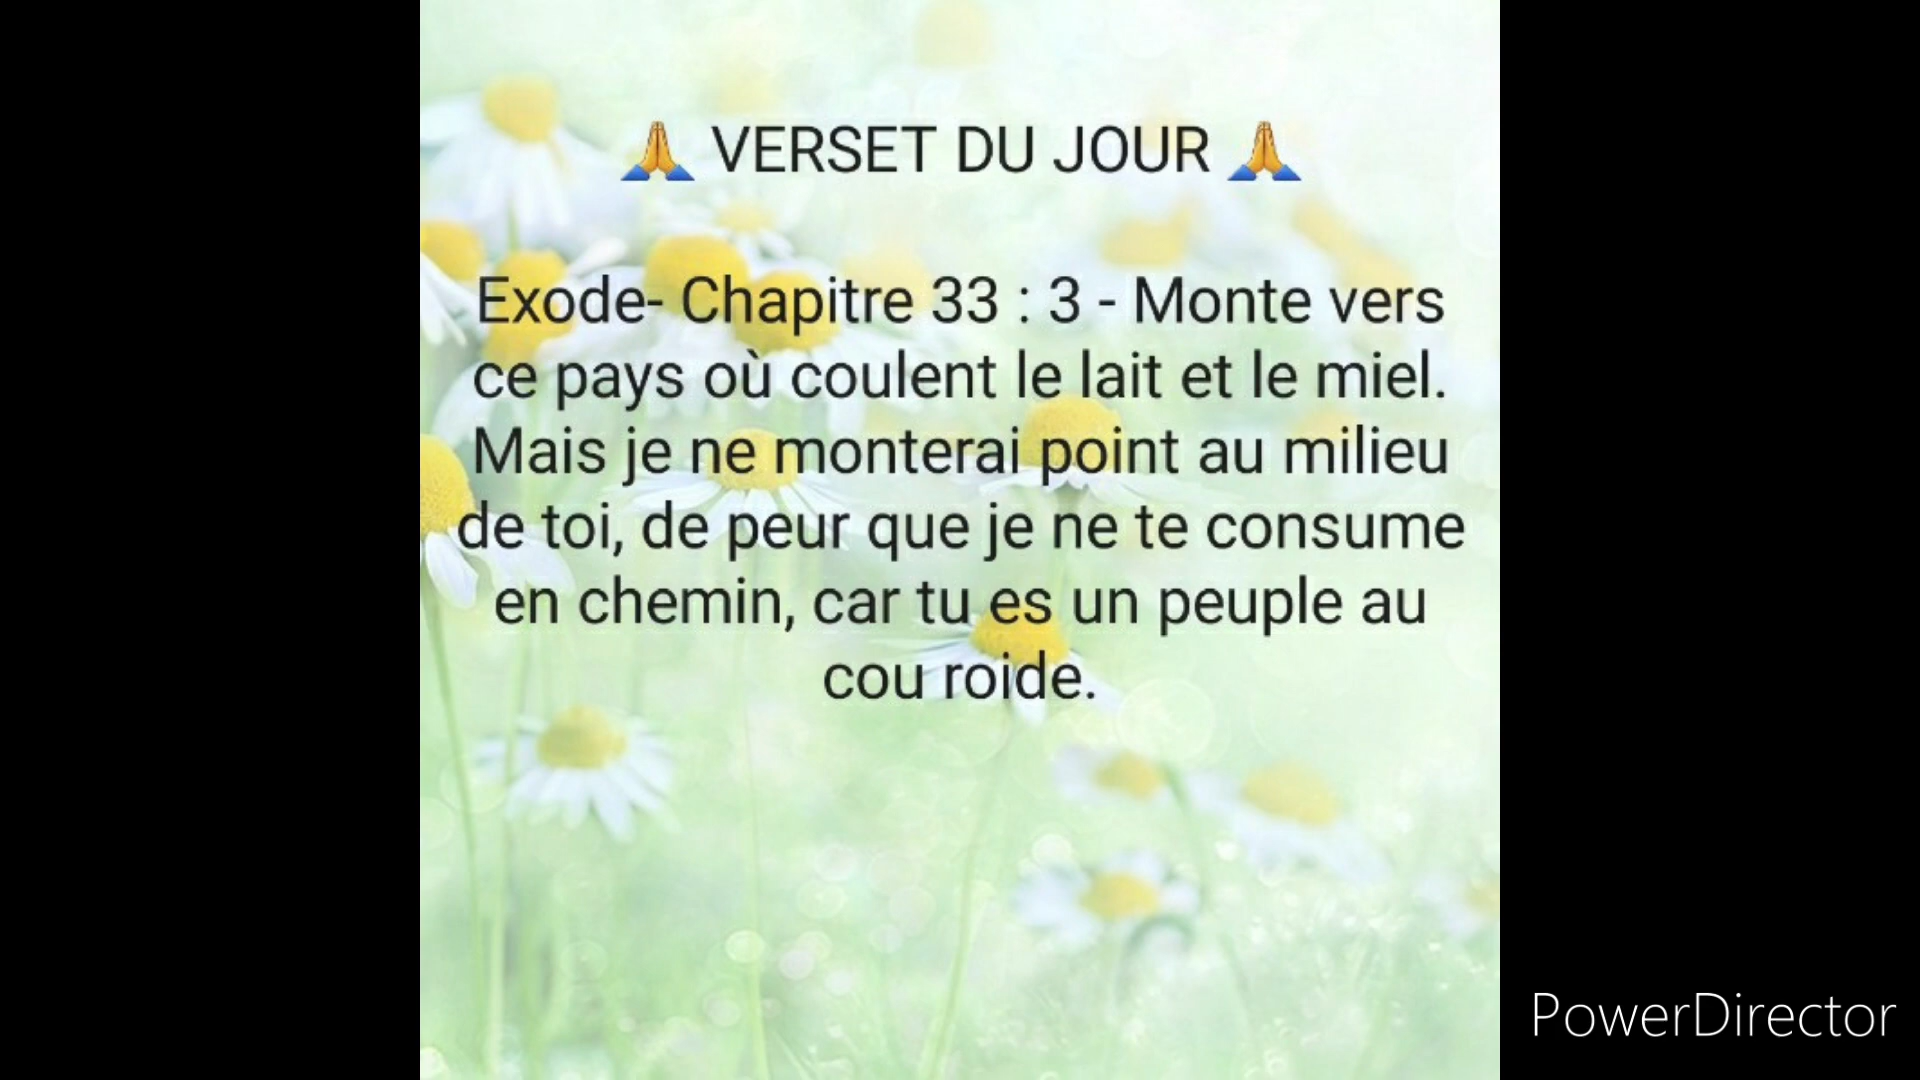 🙏 VERSET DU JOUR 🙏
Exode- Chapitre 33 : 3 - Monte vers
ce pays où coulent le lait et le miel.
Mais je ne monterai point au milieu
de toi, de peur que je ne te consume
en chemin, car tu es un peuple au
cou roide.
PowerDirector